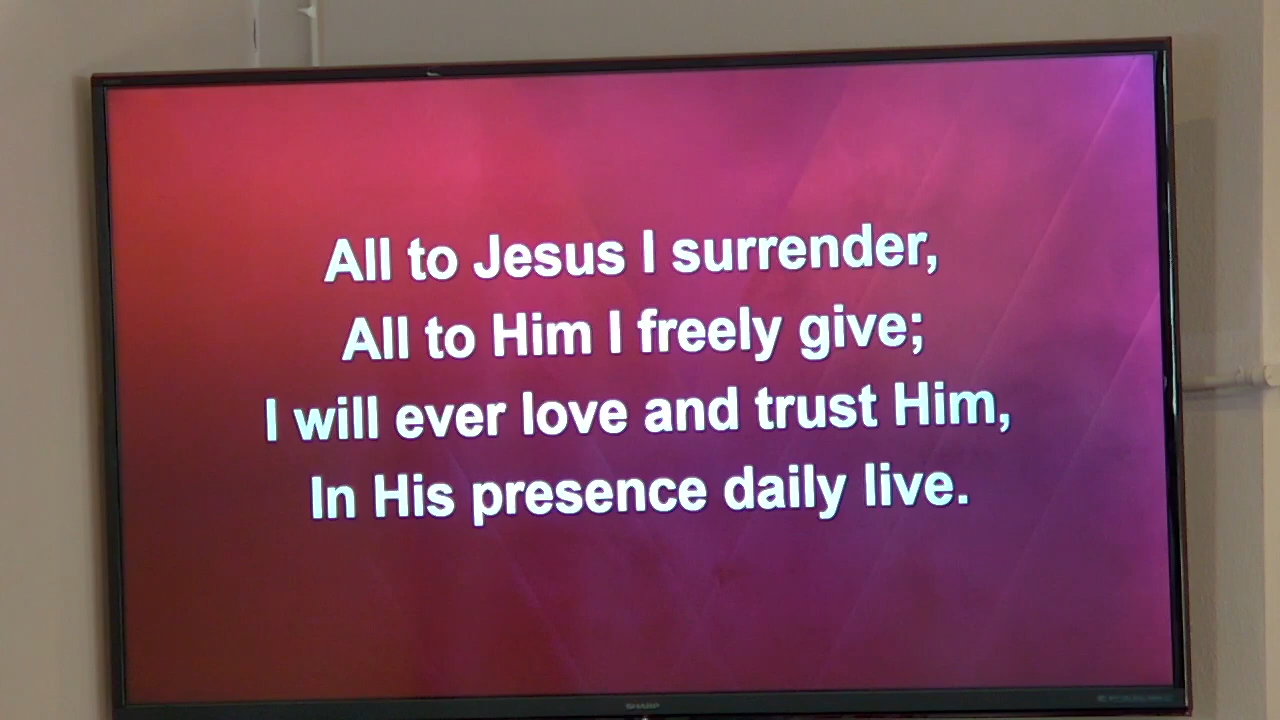 All to Jesus I surrender,
All to Him I freely give;
I will ever love and trust Him,
In His presence daily live.
SHARP